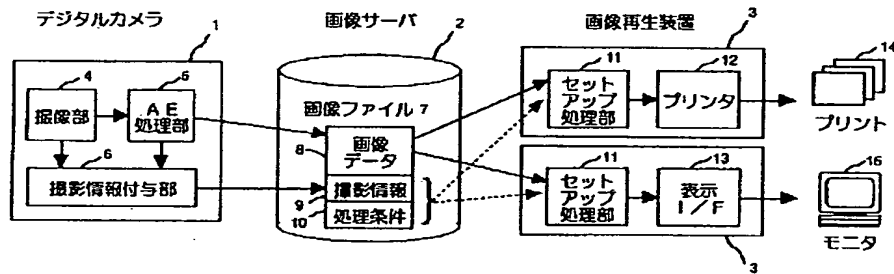 デジタルカメラ
1
4
撮像部
5
AE
処理部
6
撮影情報付与部
画像サーバ
2
画像ファイル 7
8
画像
データ
9
撮影情報
10
処理条件
画像再生装置
3
11
セット
アップ
処理部
12
プリンタ
14
プリント
11
セット
アップ
処理部
13
表示
I/F
3
15
モニタ